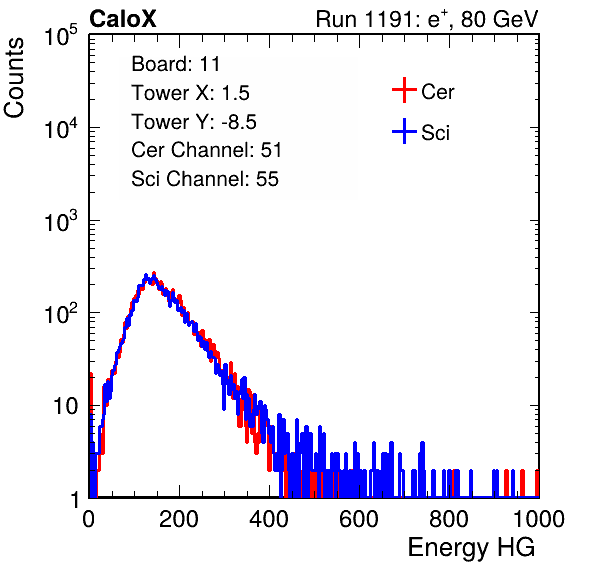 CaloX Run 1191: e⁺, 80 GeV
Counts
10⁵
10⁴
10³
10²
10
1
Board: 11
Tower X: 1.5
Tower Y: -8.5
Cer Channel: 51
Sci Channel: 55
Cer
Sci
0 200 400 600 800 1000
Energy HG